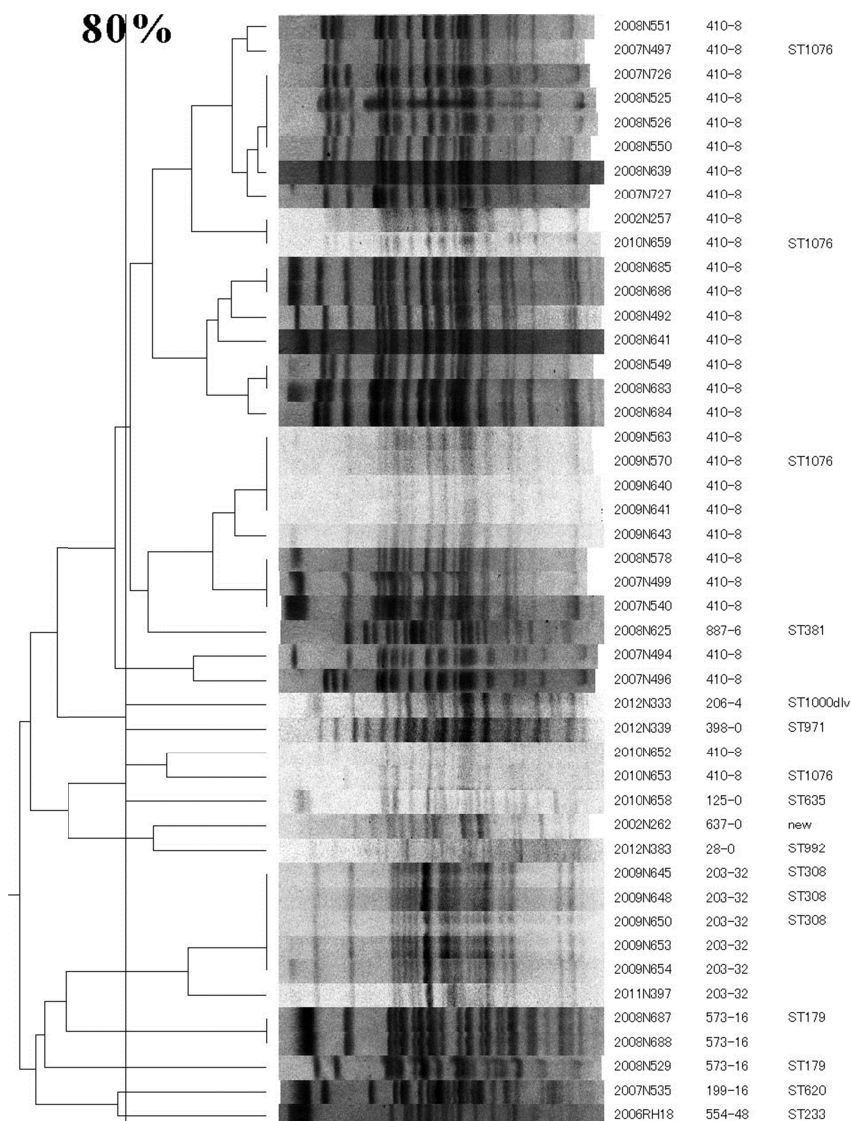 80%
2008N551 410-8
2007N497 410-8 ST1076
2007N726 410-8
2008N525 410-8
2008N526 410-8
2008N550 410-8
2008N639 410-8
2007N727 410-8
2002N257 410-8
2010N659 410-8 ST1076
2008N685 410-8
2008N686 410-8
2008N492 410-8
2008N641 410-8
2008N549 410-8
2008N683 410-8
2008N684 410-8
2009N563 410-8
2009N570 410-8 ST1076
2009N640 410-8
2009N641 410-8
2009N643 410-8
2008N578 410-8
2007N499 410-8
2007N540 410-8
2008N625 887-6 ST381
2007N494 410-8
2007N496 410-8
2012N333 206-4 ST1000dlv
2012N339 398-0 ST971
2010N652 410-8
2010N653 410-8 ST1076
2010N658 125-0 ST635
2002N262 637-0 new
2012N383 28-0 ST992
2009N645 203-32 ST308
2009N648 203-32 ST308
2009N650 203-32 ST308
2009N653 203-32
2009N654 203-32
2011N397 203-32
2008N687 573-16 ST179
2008N688 573-16
2008N529 573-16 ST179
2007N535 199-16 ST620
2006RH18 554-48 ST233